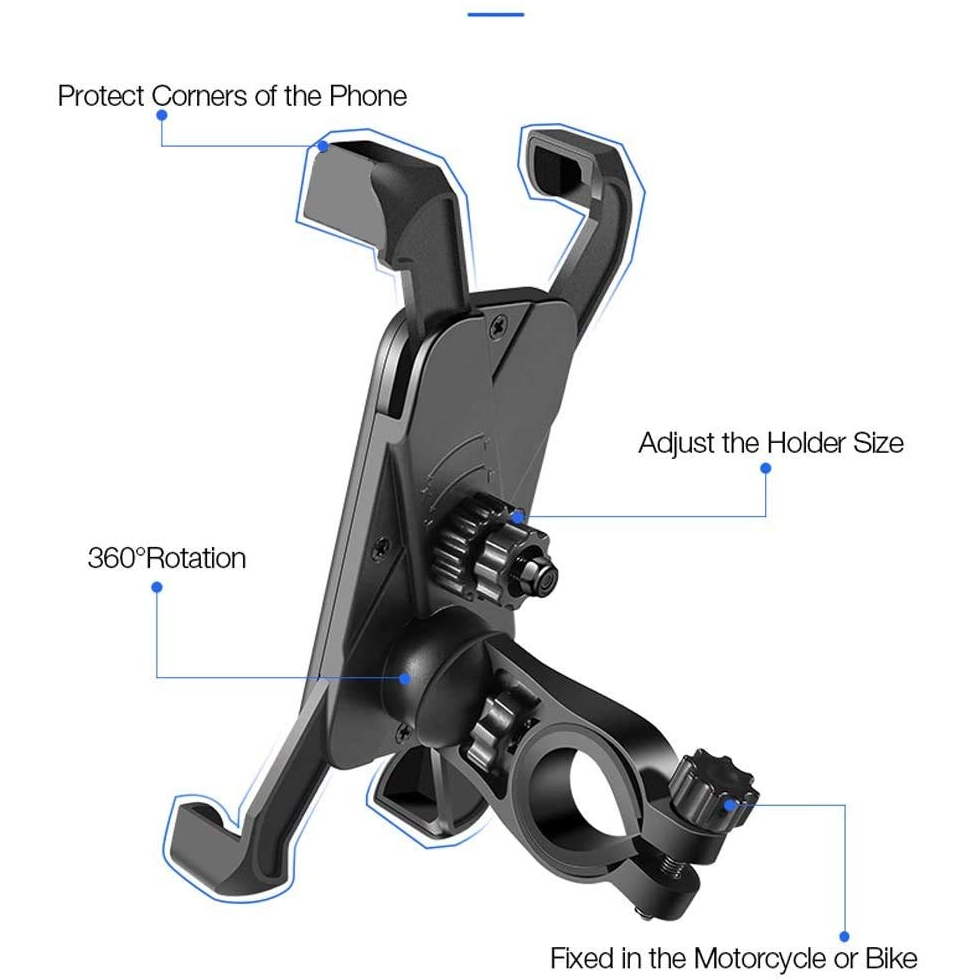 Protect Corners of the Phone
Adjust the Holder Size
360°Rotation
Fixed in the Motorcycle or Bike